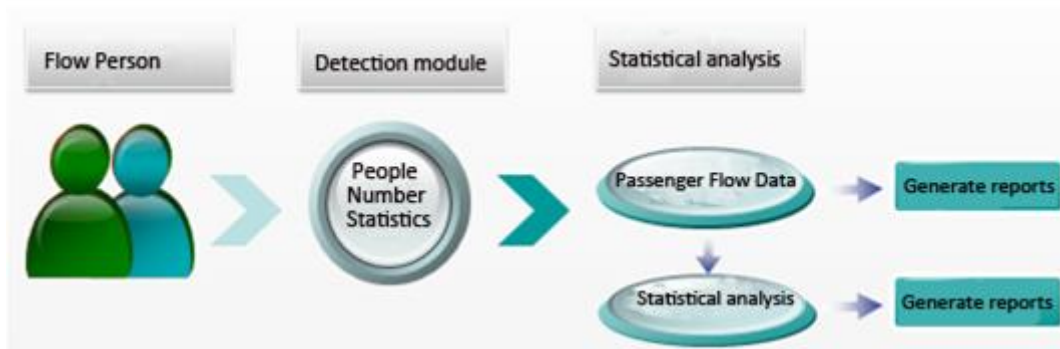 Flow Person
Detection module
Statistical analysis
People
Number
Statistics
Passenger Flow Data
Generate reports
Statistical analysis
Generate reports